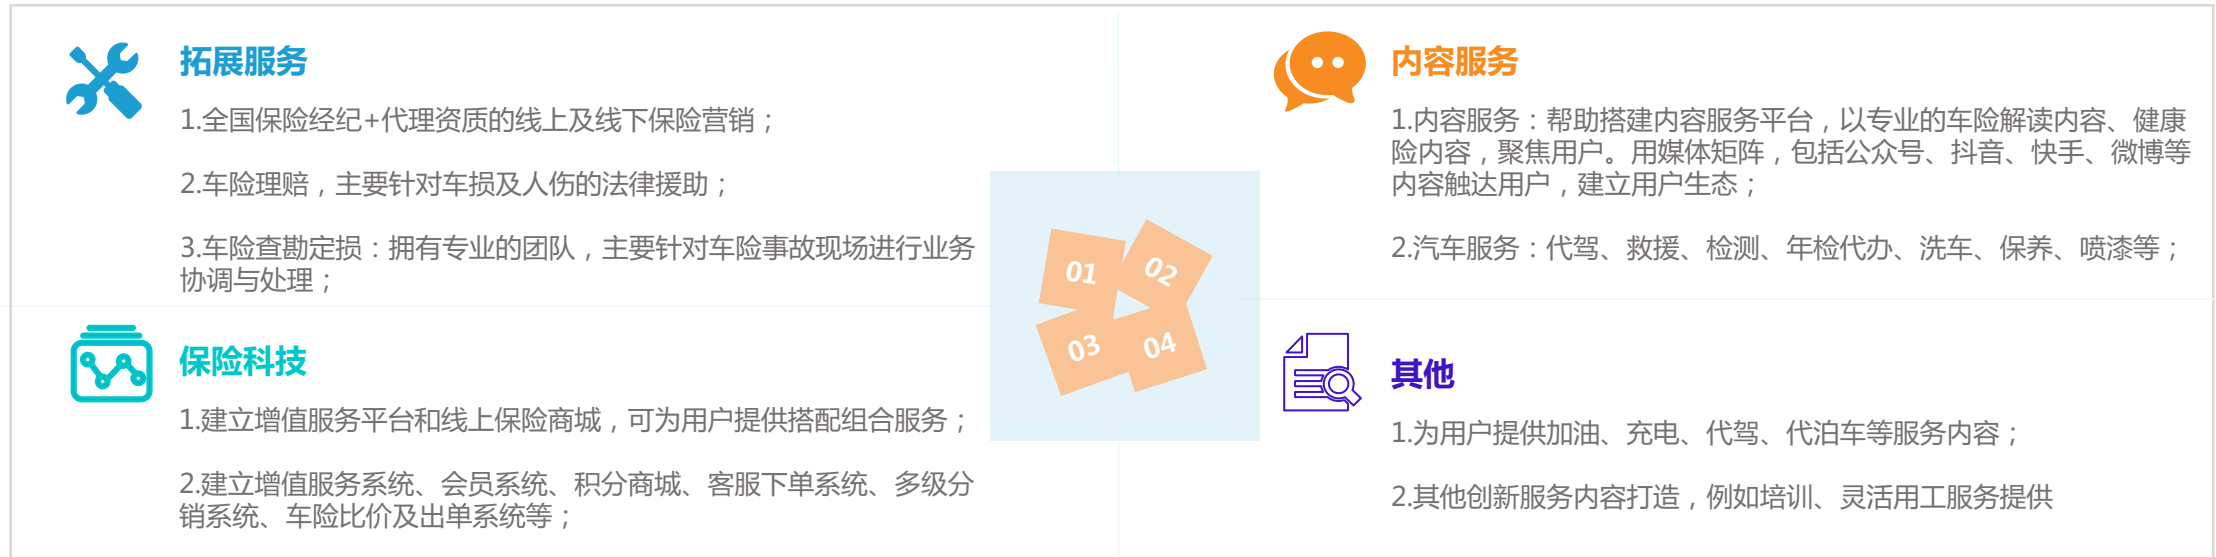 拓展服务
1.全国保险经纪+代理资质的线上及线下保险营销；
2.车险理赔，主要针对车损及人伤的法律援助；
3.车险查勘定损：拥有专业的团队，主要针对车险事故现场进行业务
协调与处理；
内容服务
1.内容服务：帮助搭建内容服务平台，以专业的车险解读内容、健康
险内容，聚焦用户。用媒体矩阵，包括公众号、抖音、快手、微博等
内容触达用户，建立用户生态；
2.汽车服务：代驾、救援、检测、年检代办、洗车、保养、喷漆等；
01
02
03
04
保险科技
1.建立增值服务平台和线上保险商城，可为用户提供搭配组合服务；
2.建立增值服务系统、会员系统、积分商城、客服下单系统、多级分
销系统、车险比价及出单系统等；
其他
1.为用户提供加油、充电、代驾、代泊车等服务内容；
2.其他创新服务内容打造，例如培训、灵活用工服务提供